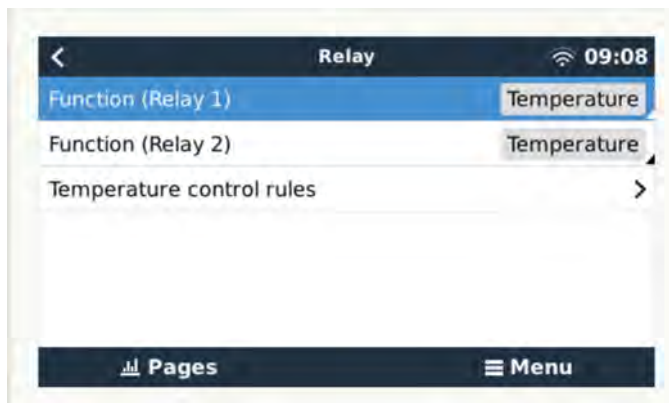 Relay 09:08
Function (Relay 1) Temperature
Function (Relay 2) Temperature
Temperature control rules
Pages Menu